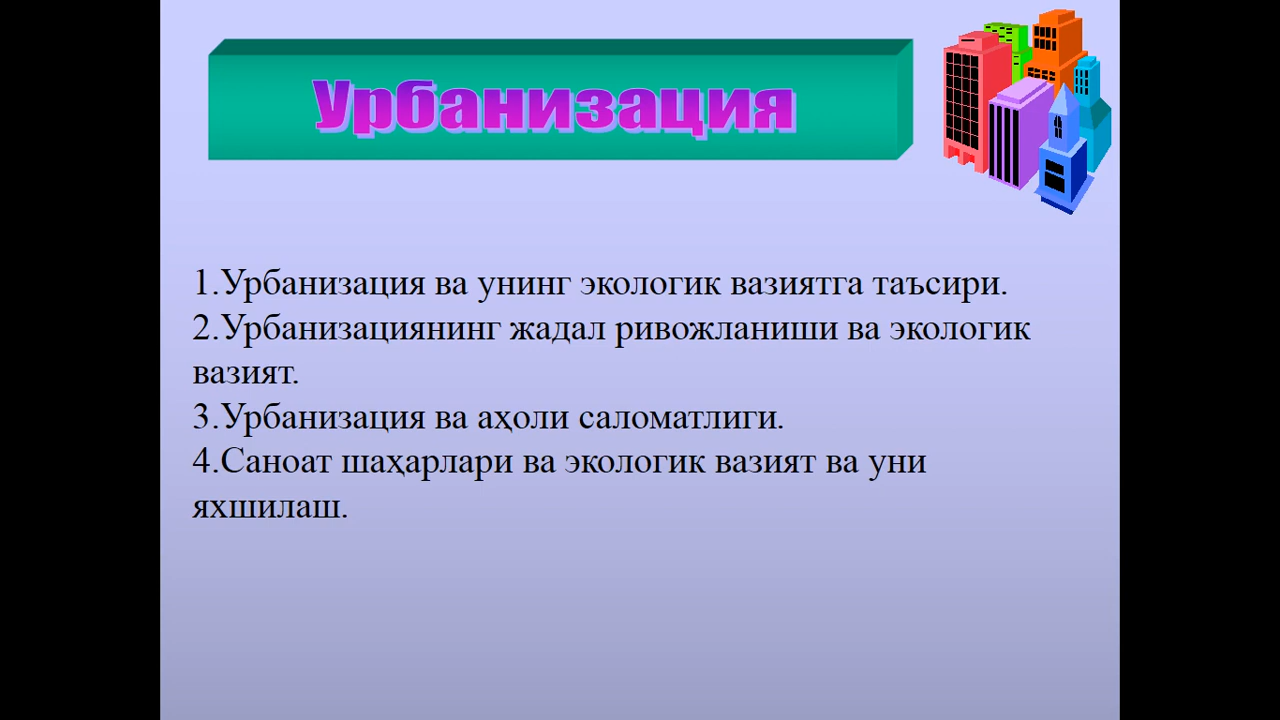 Урбанизация
1.Урбанизация ва унинг экологик вазиятга таъсири.
2.Урбанизациянинг жадал ривожланиши ва экологик
вазият.
3.Урбанизация ва аҳоли саломатлиги.
4.Саноат шаҳарлари ва экологик вазият ва уни
яхшилаш.